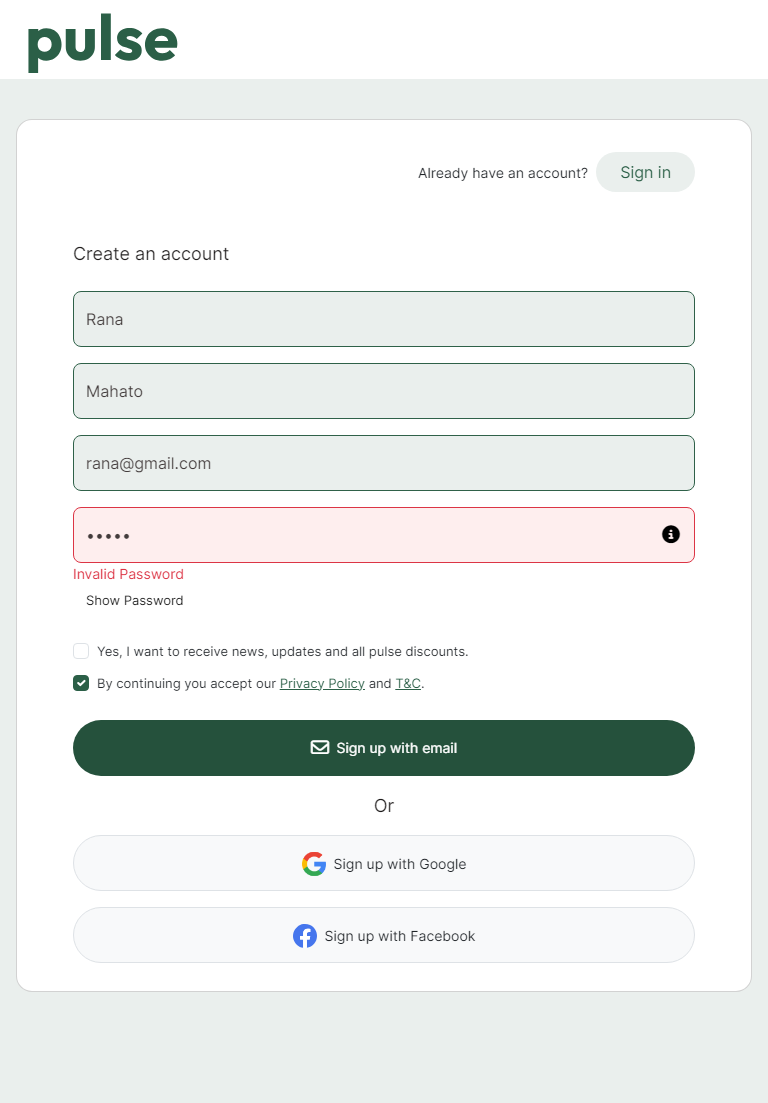 pulse
Already have an account? Sign in
Create an account
Rana
Mahato
rana@gmail.com
•••••
Invalid Password
Show Password
Yes, I want to receive news, updates and all pulse discounts.
By continuing you accept our Privacy Policy and T&C.
Sign up with email
Or
Sign up with Google
Sign up with Facebook